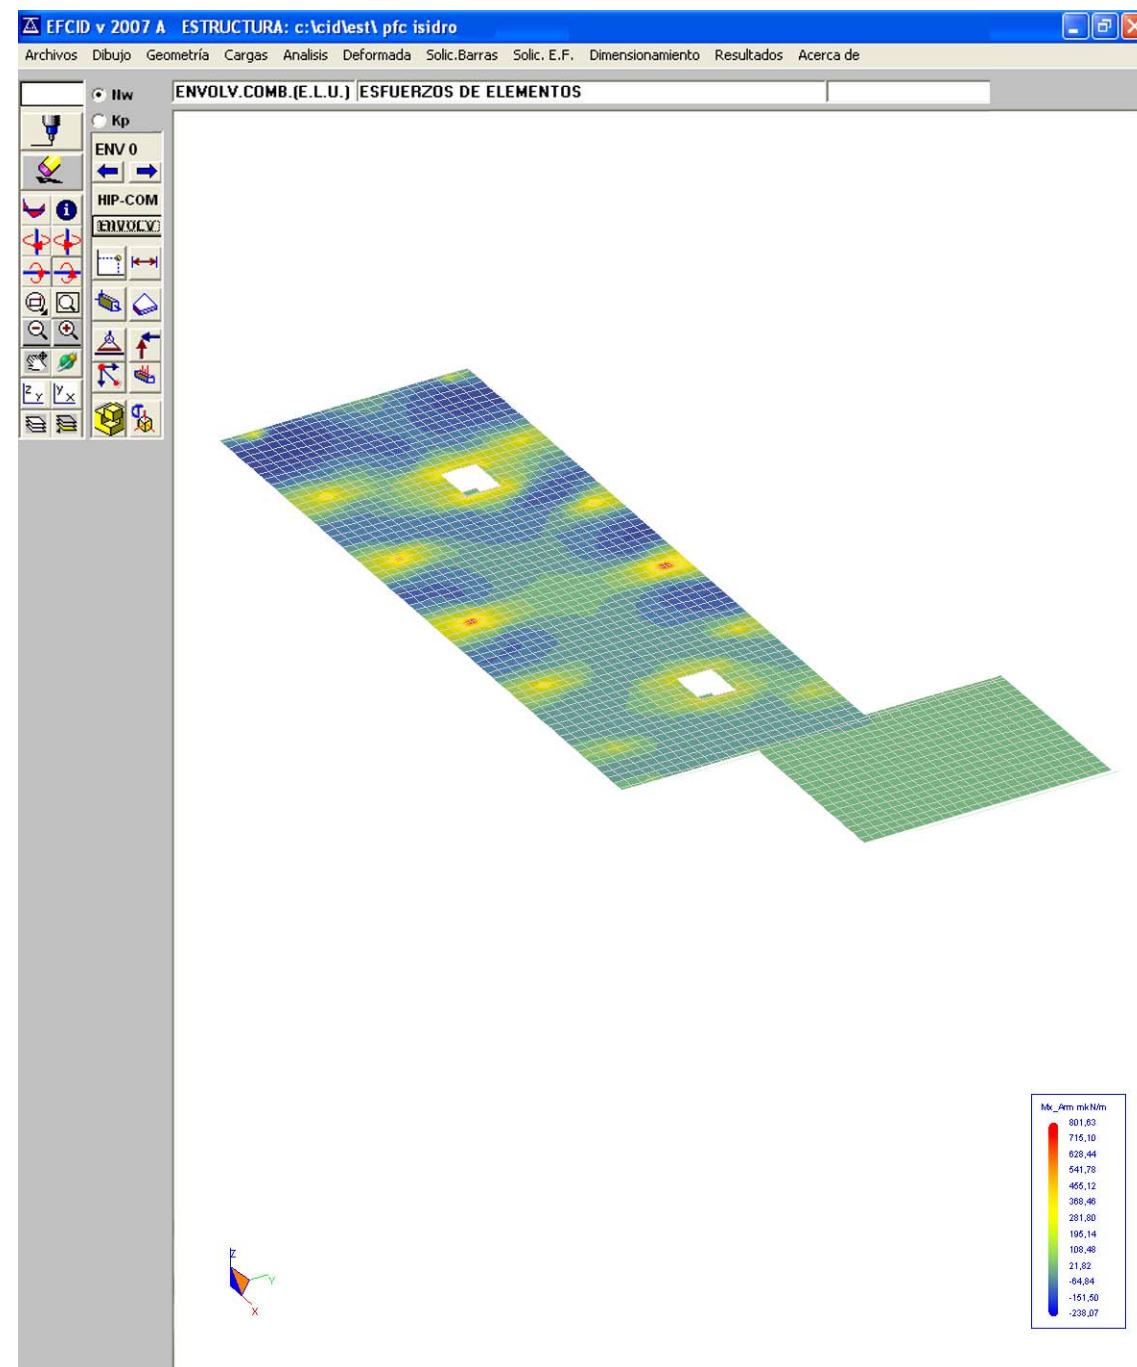 EFCID v 2007 A ESTRUCTURA: c:\cid\est\ pfc isidro
Archivos Dibujo Geometría Cargas Analisis Deformada Solic.Barras Solic. E.F. Dimensionamiento Resultados Acerca de
Nw
ENVOLV.COMB.(E.L.U.) ESFUERZOS DE ELEMENTOS
Kp
ENV 0
HIP-COM
ENVOLV
z y
y x
Mx_Arm mkN/m
801,63
715,10
628,44
541,78
455,12
368,46
281,80
195,14
108,48
21,82
-64,84
-151,50
-238,07
Z
Y
X